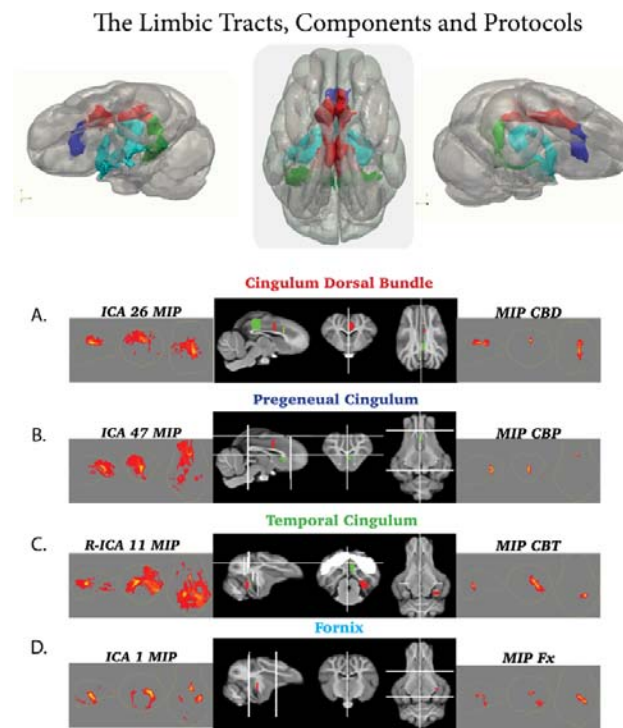 The Limbic Tracts, Components and Protocols
Cingulum Dorsal Bundle
A.
ICA 26 MIP
MIP CBD
Pregeneual Cingulum
B.
ICA 47 MIP
MIP CBP
Temporal Cingulum
C.
R-ICA 11 MIP
MIP CBT
Fornix
D.
ICA 1 MIP
MIP Fx